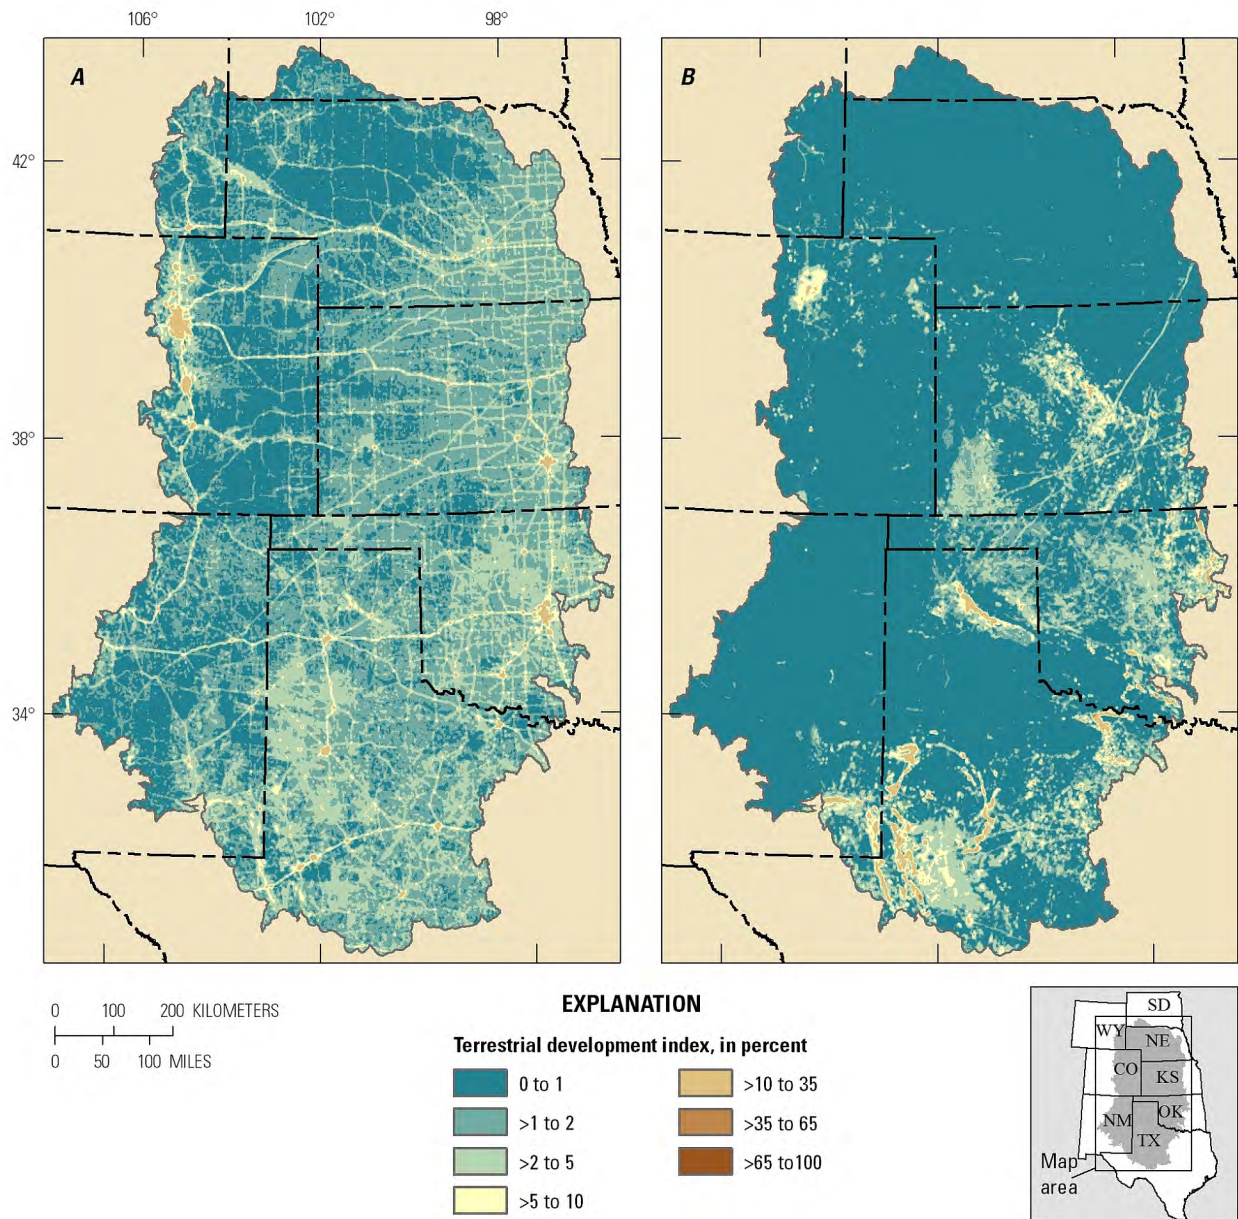 106° 102° 98°
A B
42°
38°
34°
0 100 200 KILOMETERS
0 50 100 MILES
EXPLANATION
Terrestrial development index, in percent
0 to 1
>1 to 2
>2 to 5
>5 to 10
>10 to 35
>35 to 65
>65 to100
SD
WY NE
CO KS
NM OK
TX
Map
area